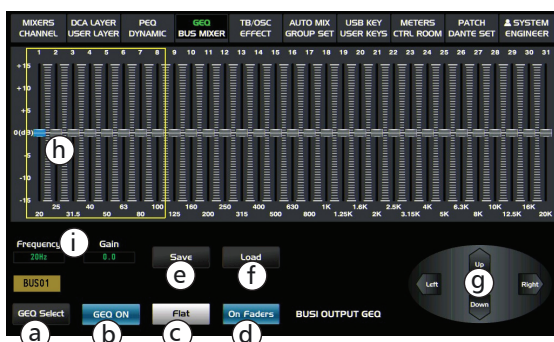 MIXERS DCA LAYER PEQ GEQ TB/OSC AUTO MIX USB KEY METERS PATCH SYSTEM
CHANNEL USER LAYER DYNAMIC BUS MIXER EFFECT GROUP SET USER KEYS CTRL ROOM DANTE SET ENGINEER
1 2 3 4 5 6 7 8 9 10 11 12 13 14 15 16 17 18 19 20 21 22 23 24 25 26 27 28 29 30 31
+15
+10
+5
0(dB)
h
-5
-10
-15
25 40 63 100 160 250 400 630 1K 1.6K 2.5K 4K 6.3K 10K 16K
20 31.5 50 80 125 200 315 500 800 1.25K 2K 3.15K 5K 8K 12.5K 20K
Frequency i Gain
20Hz 0.0
Save Load
e f
Up
Left g Right
Down
BUS01
GEQ Select GEQ ON Flat On Faders BUS1 OUTPUT GEQ
a b c d